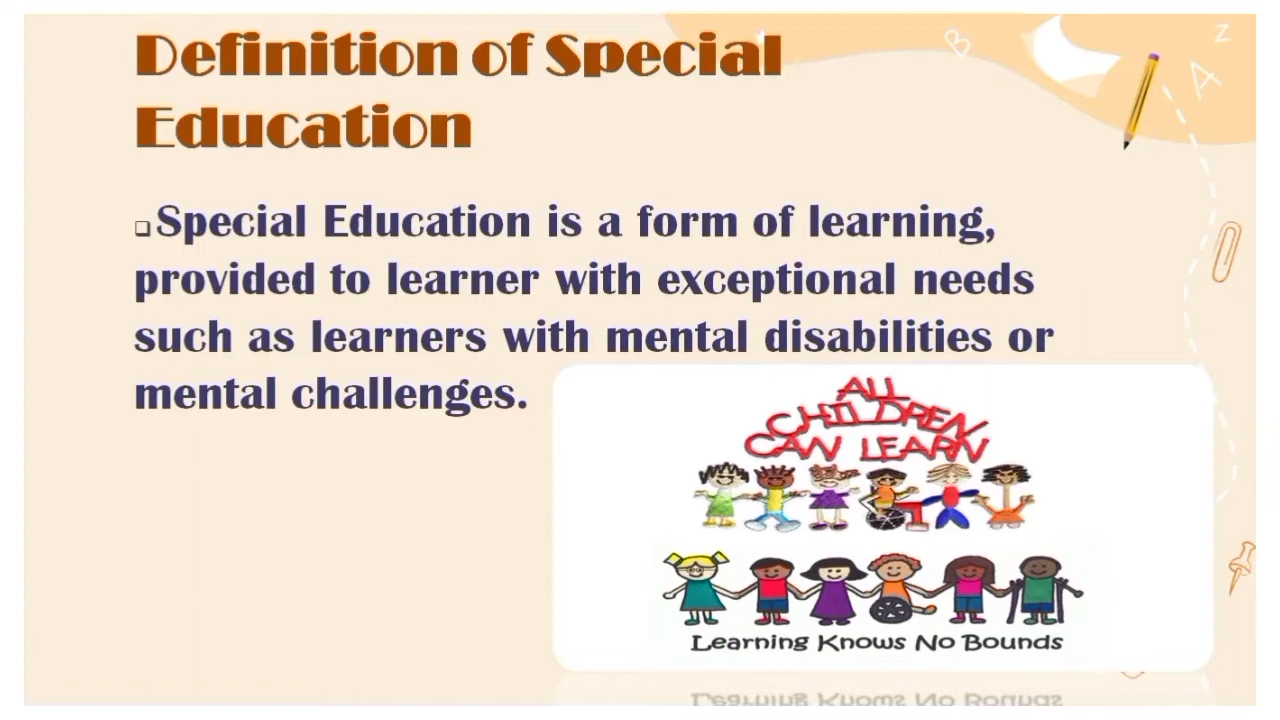 Definition of Special
Education
Special Education is a form of learning,
provided to learner with exceptional needs
such as learners with mental disabilities or
mental challenges.
ALL
CHILDREN
CAN LEARN
Learning Knows No Bounds
B
A
Z